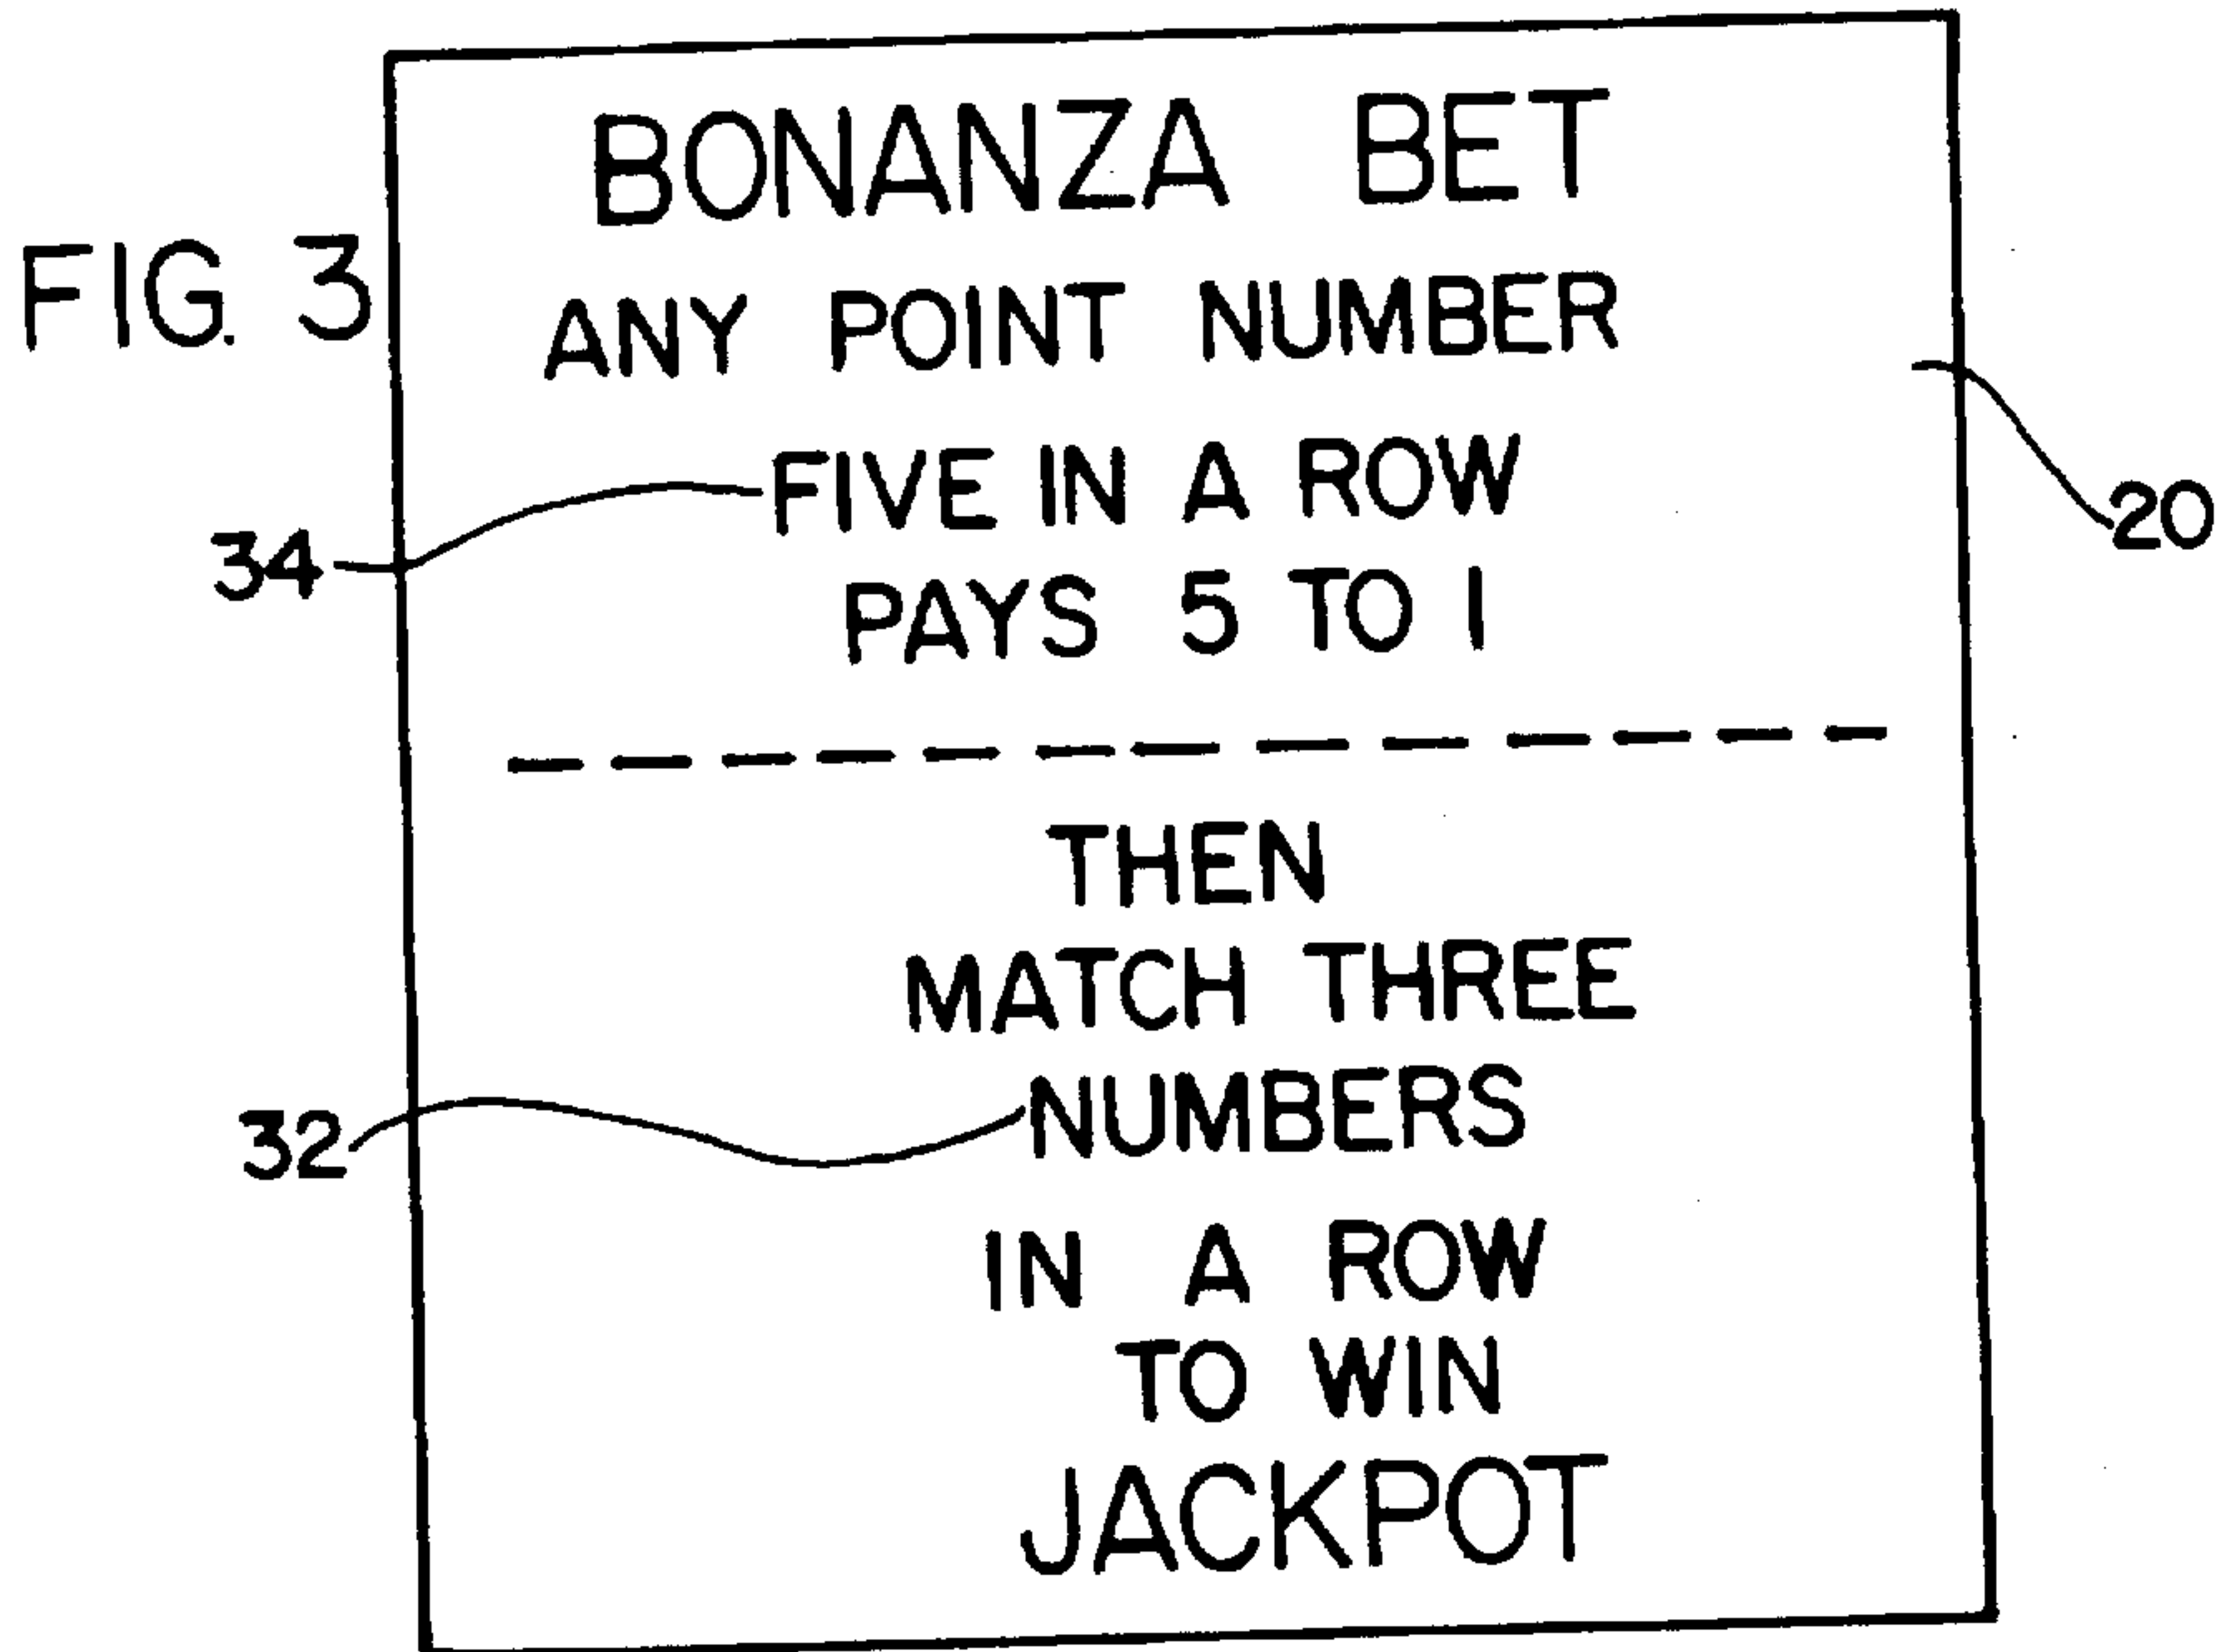 BONANZA BET
FIG. 3
ANY POINT NUMBER
FIVE IN A ROW
20
34
PAYS 5 TO 1
THEN
MATCH THREE
NUMBERS
32
IN A ROW
TO WIN
JACKPOT